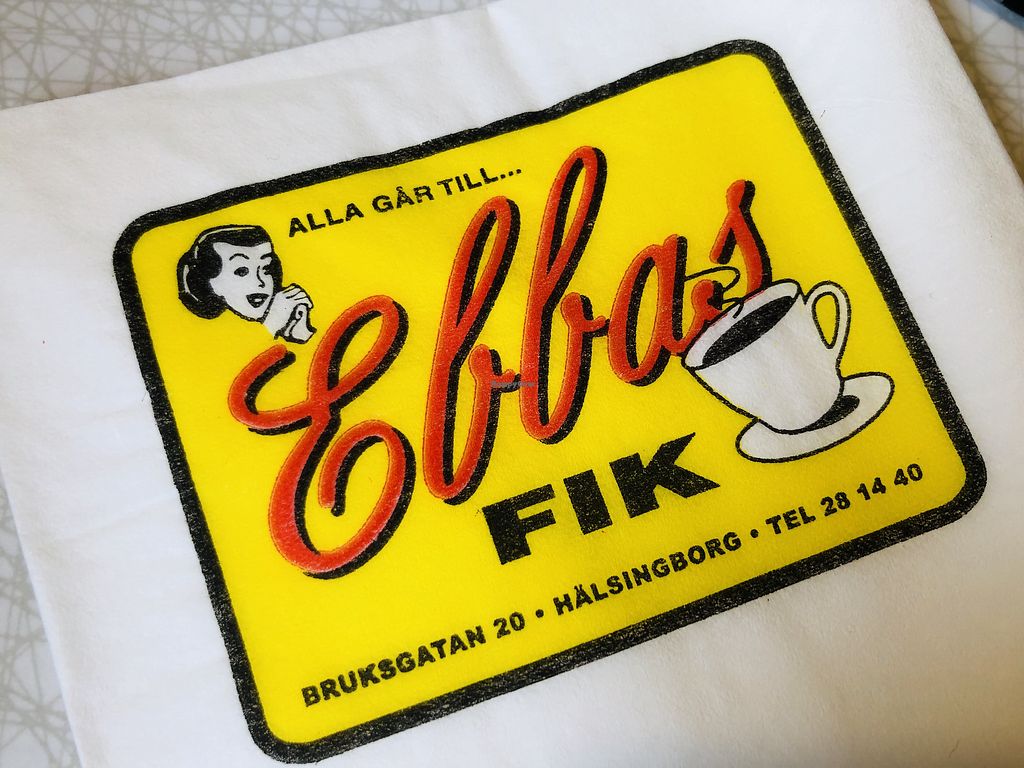 ALLA GÅR TILL...
Ebbas
FIK
BRUKSGATAN 20 • HÄLSINGBORG • TEL 28 14 40